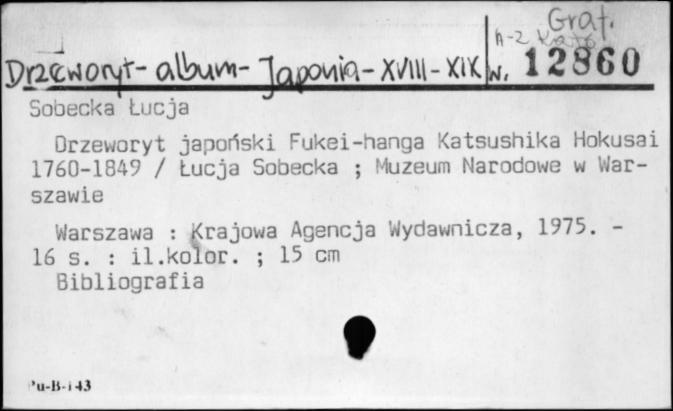 Graf.
A-Z
Drzeworyt - album - Japonia - XVIII - XIX w. 12860
Sobecka Łucja
Drzeworyt japoński Fukei-hanga Katsushika Hokusai
1760-1849 / Łucja Sobecka ; Muzeum Narodowe w War-
szawie
Warszawa : Krajowa Agencja Wydawnicza, 1975. -
16 s. : il.kolor. ; 15 cm
Bibliografia
Pu-B-143